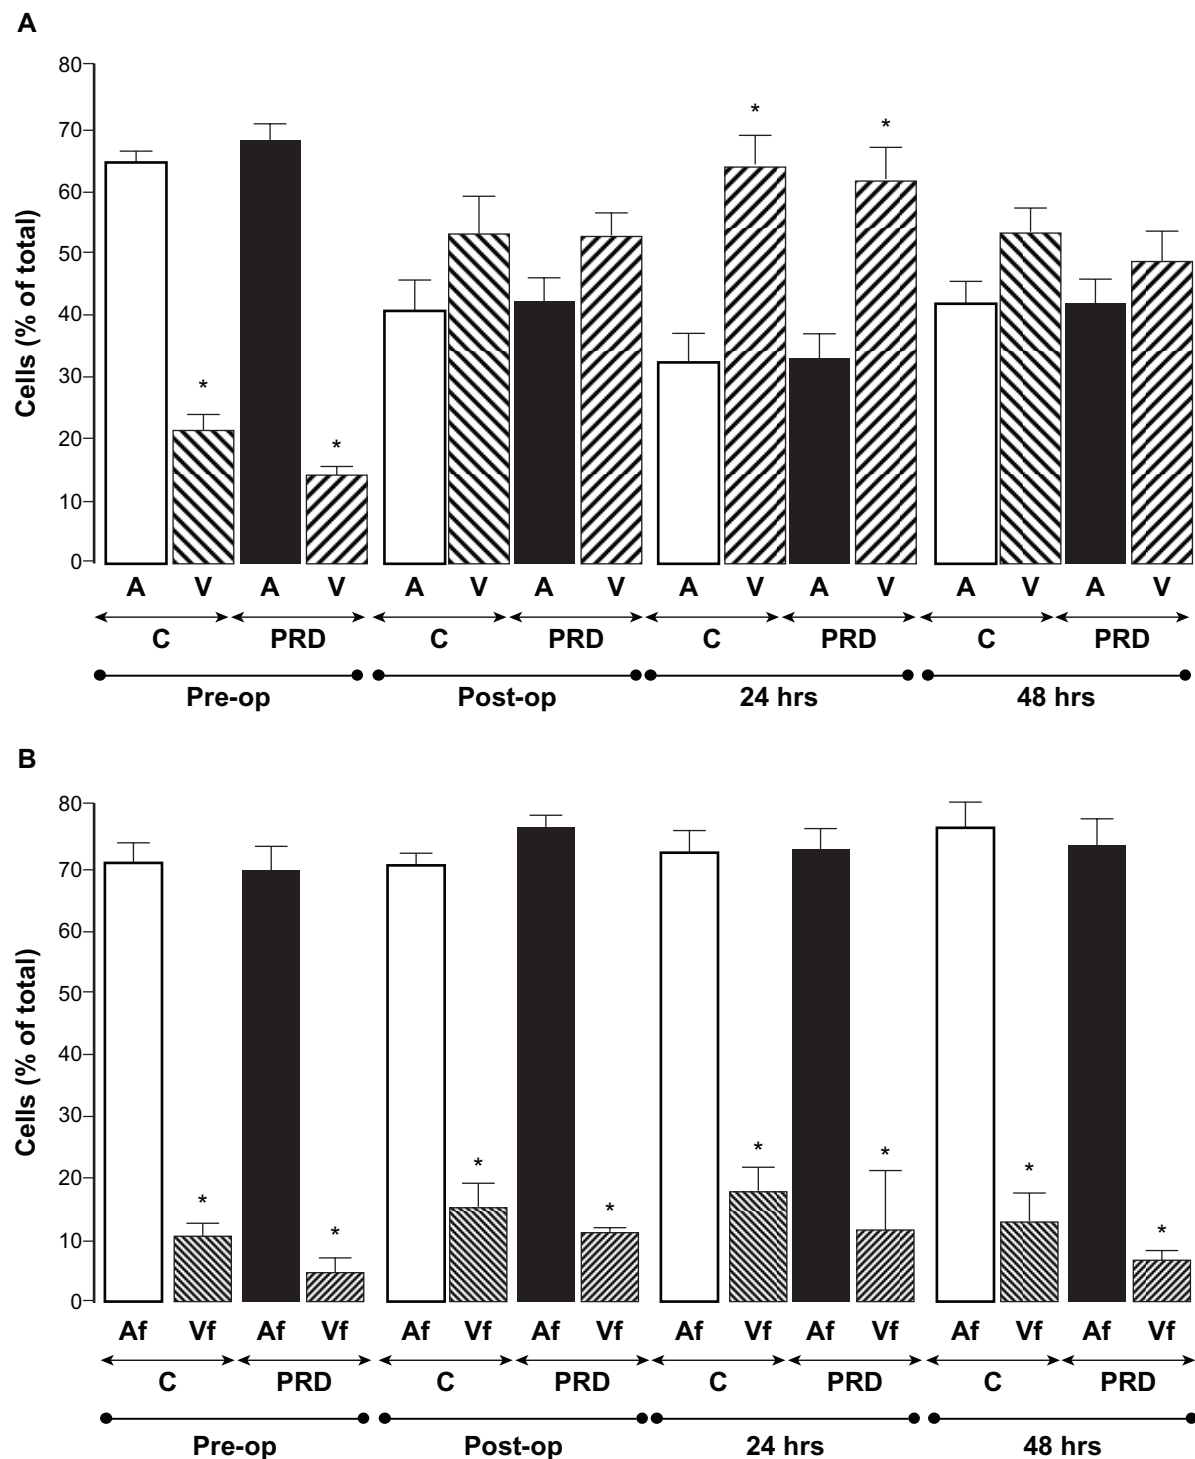 A
80
70
60
50
40
30
20
10
0
Cells (% of total)
* * * *
A V A V A V A V A V A V A V A V
C PRD C PRD C PRD C PRD
Pre-op Post-op 24 hrs 48 hrs
B
80
70
60
50
40
30
20
10
0
Cells (% of total)
* * * * * * * *
Af Vf Af Vf Af Vf Af Vf Af Vf Af Vf Af Vf Af Vf
C PRD C PRD C PRD C PRD
Pre-op Post-op 24 hrs 48 hrs